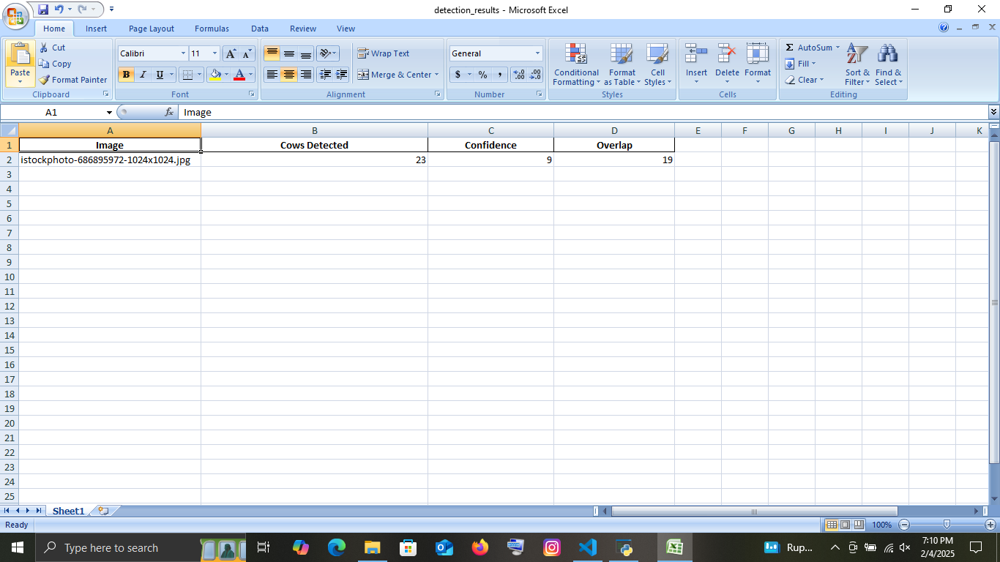 detection_results - Microsoft Excel
Home Insert Page Layout Formulas Data Review View
Paste
Cut
Copy
Format Painter
Clipboard
Calibri 11 A A
B I U A
Font
Wrap Text
Merge & Center
Alignment
General
$ % , .00 .00
Number
Conditional Formatting
Format as Table
Cell Styles
Styles
Insert Delete Format
Cells
Σ AutoSum
Fill
Clear
Sort & Filter
Find & Select
Editing
A1 fx Image
A B C D E F G H I J K
1 Image Cows Detected Confidence Overlap
2 istockphoto-686895972-1024x1024.jpg 23 9 19
3
4
5
6
7
8
9
10
11
12
13
14
15
16
17
18
19
20
21
22
23
24
25
Sheet1
Ready 100%
Type here to search Rup... 7:10 PM
2/4/2025